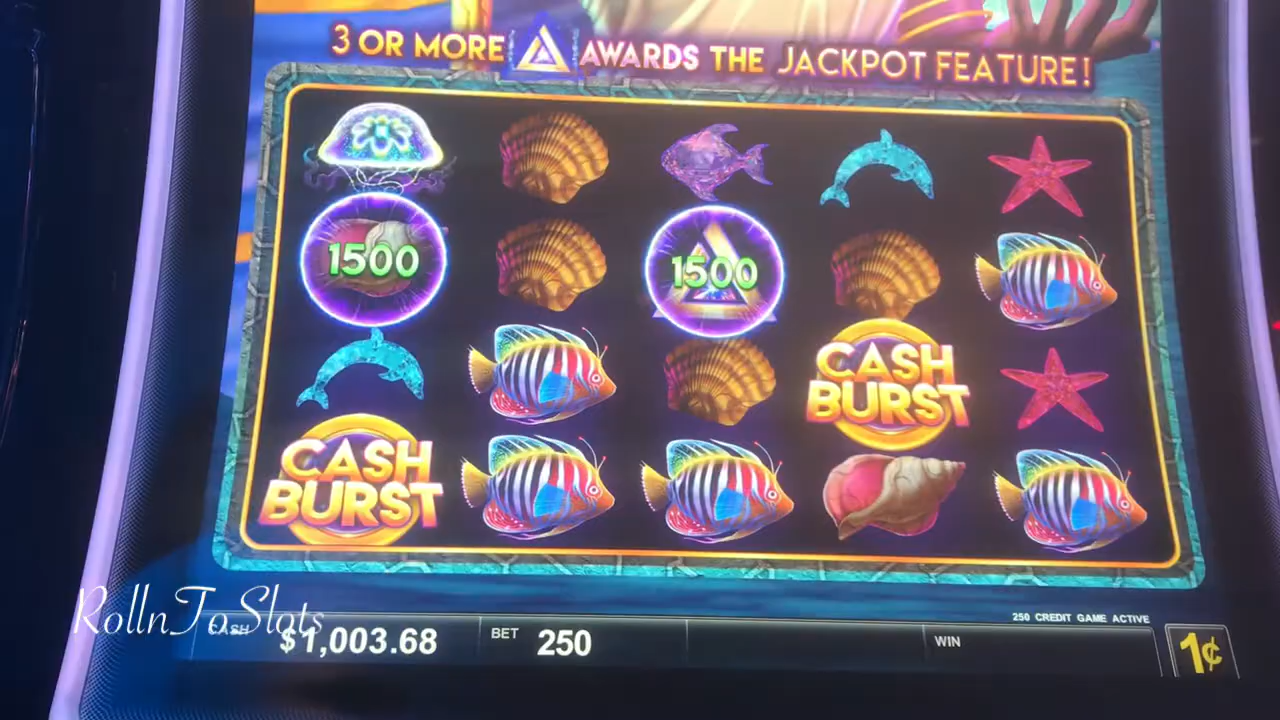 3 OR MORE AWARDS THE JACKPOT FEATURE!
1500
1500
CASH
BURST
CASH
BURST
RollnToSlots
250 CREDIT GAME ACTIVE
CASH $1,003.68 BET 250 WIN 1¢